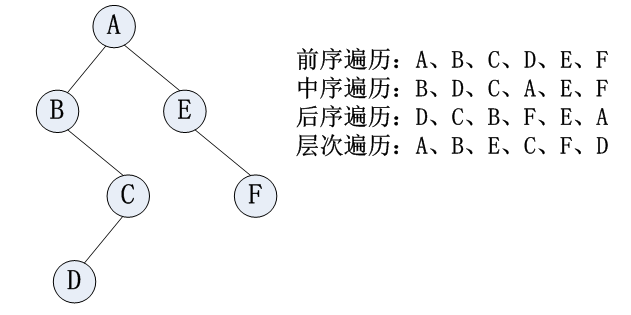 A
B
E
C
F
D
前序遍历：A、B、C、D、E、F
中序遍历：B、D、C、A、E、F
后序遍历：D、C、B、F、E、A
层次遍历：A、B、E、C、F、D